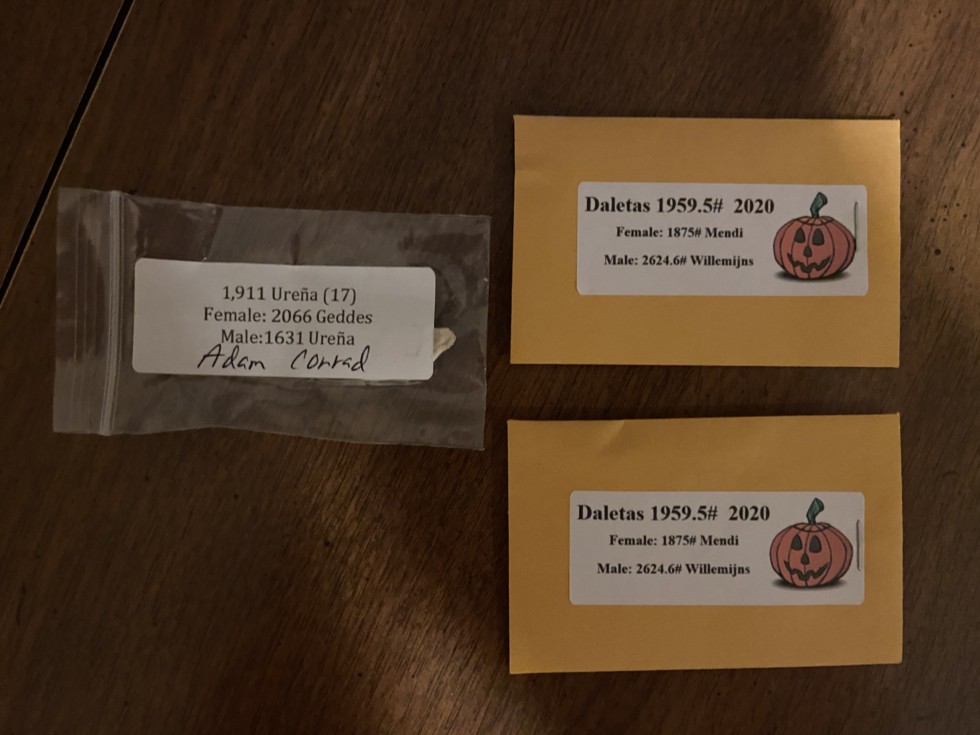 1,911 Ureña (17)
Female: 2066 Geddes
Male:1631 Ureña
Adam Conrad
Daletas 1959.5# 2020
Female: 1875# Mendi
Male: 2624.6# Willemijns
Daletas 1959.5# 2020
Female: 1875# Mendi
Male: 2624.6# Willemijns